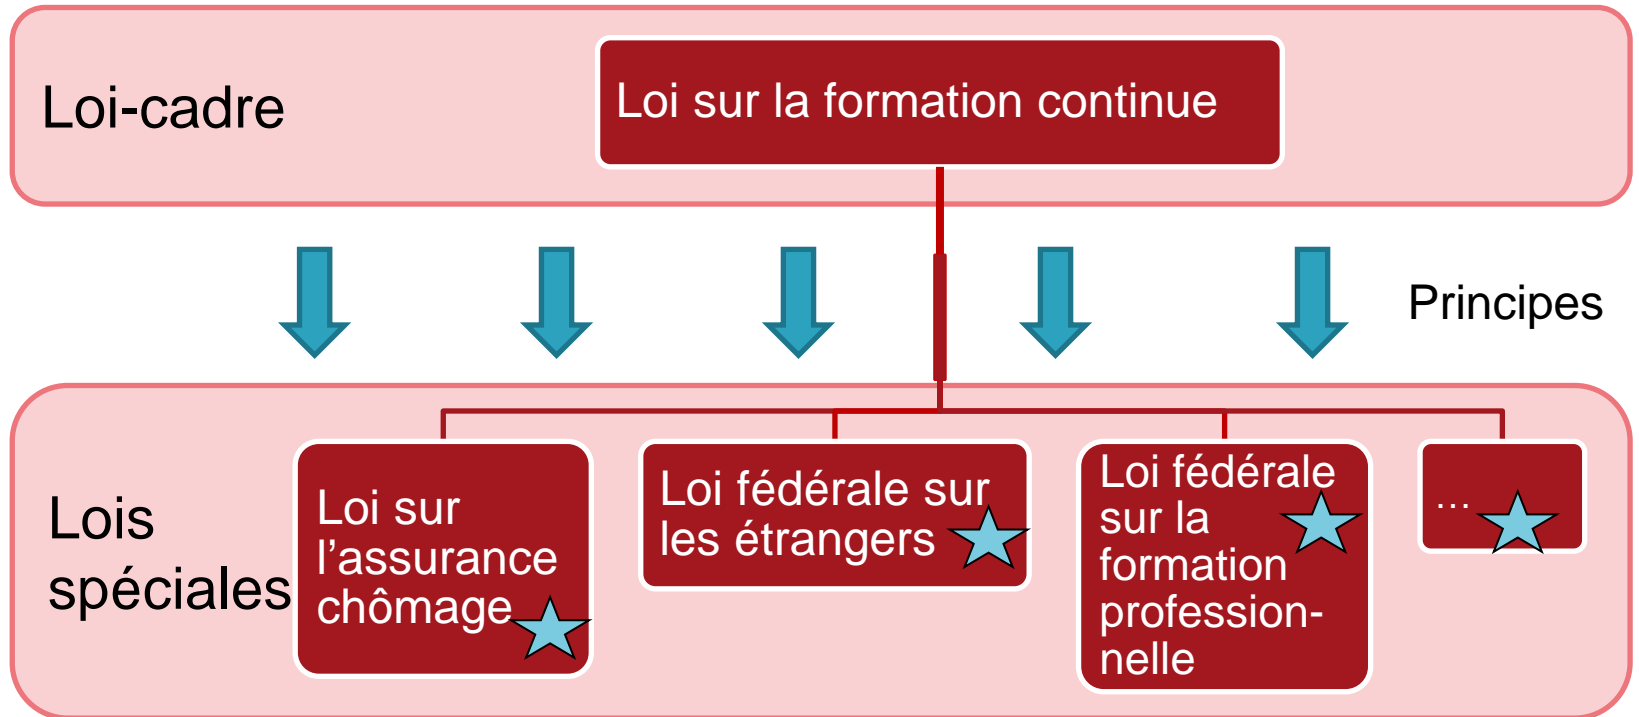 Loi-cadre
Loi sur la formation continue
Principes
Lois
spéciales
Loi sur
l’assurance
chômage
Loi fédérale sur
les étrangers
Loi fédérale
sur la
formation
profession-
nelle
…